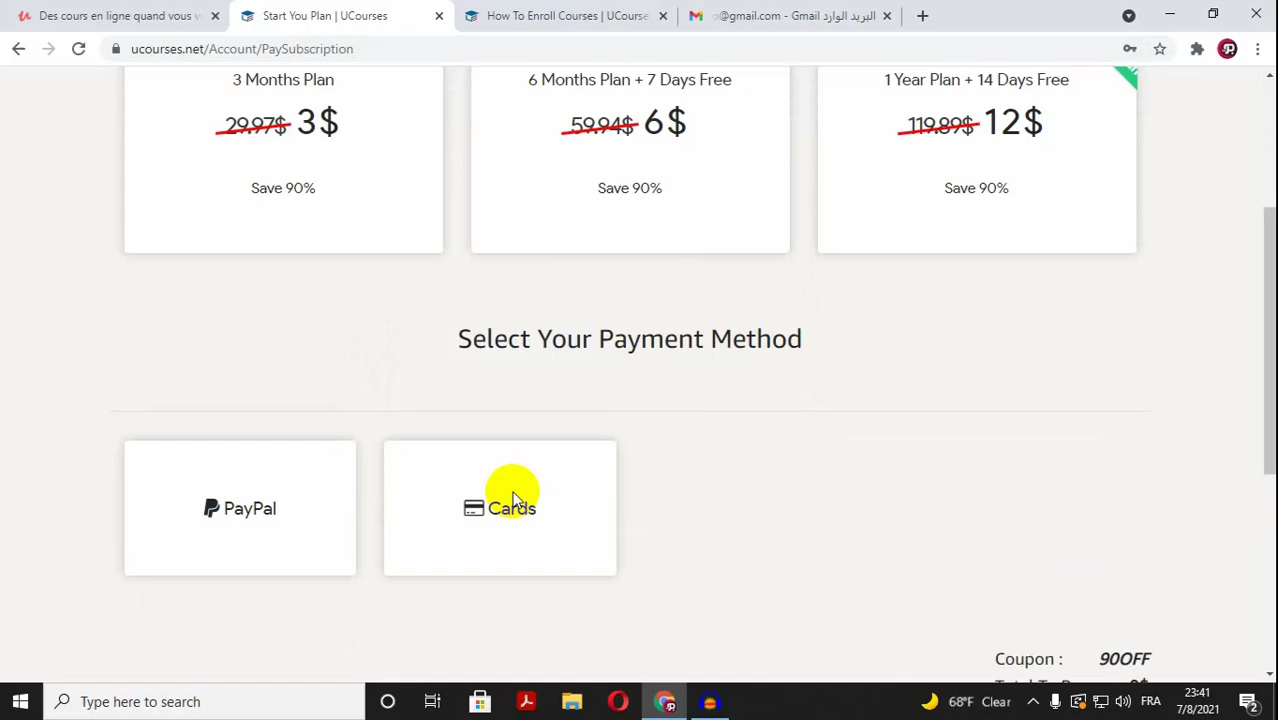 Des cours en ligne quand vous v
Start You Plan | UCourses
How To Enroll Courses | UCourse
o@gmail.com - Gmail البريد الوارد
ucourses.net/Account/PaySubscription
3 Months Plan
29.97$ 3$
Save 90%
6 Months Plan + 7 Days Free
59.94$ 6$
Save 90%
1 Year Plan + 14 Days Free
119.89$ 12$
Save 90%
Select Your Payment Method
PayPal
Cards
Coupon : 90OFF
Type here to search
68°F Clear
FRA
23:41
7/8/2021
2